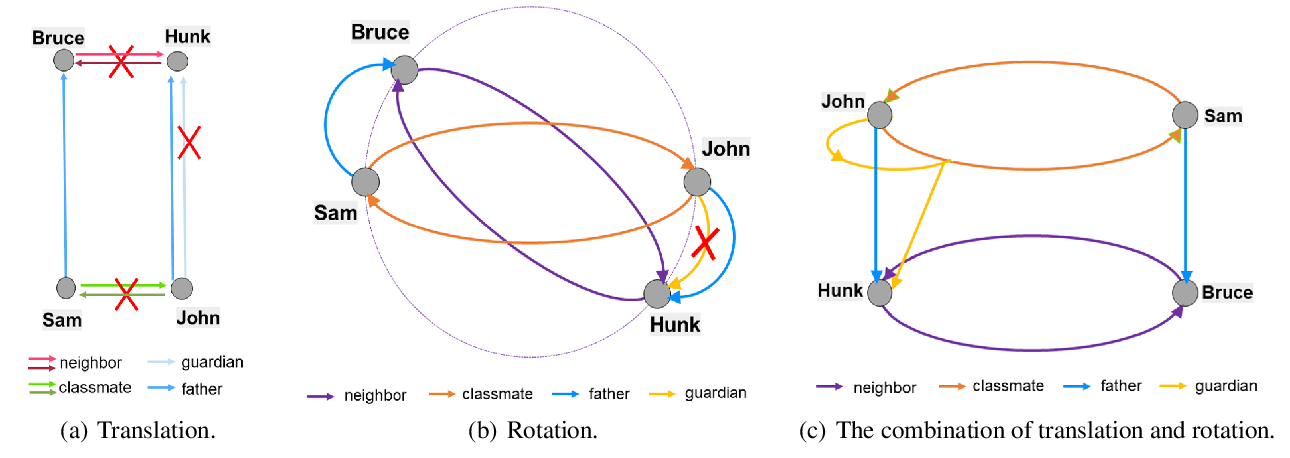 Bruce Hunk
Sam John
neighbor guardian
classmate father
(a) Translation.
Bruce
John
Sam
Hunk
neighbor classmate father guardian
(b) Rotation.
John Sam
Hunk Bruce
neighbor classmate father guardian
(c) The combination of translation and rotation.